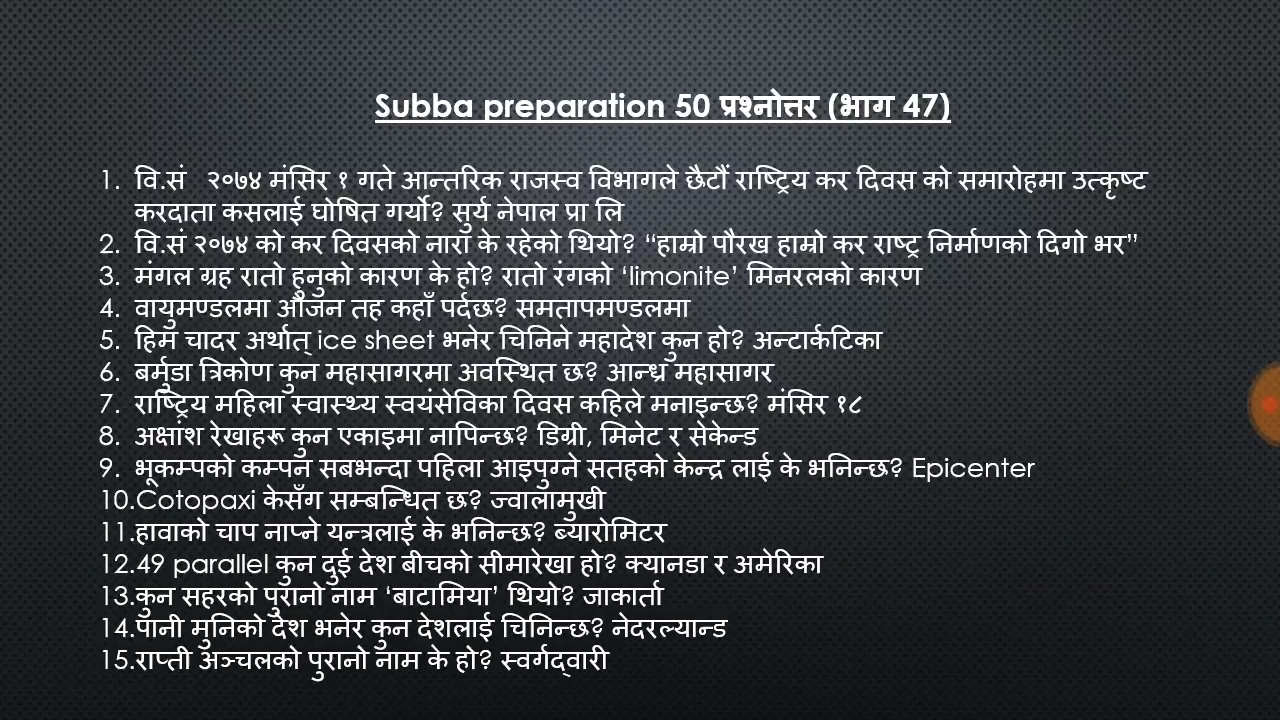 Subba preparation 50 प्रश्नोत्तर (भाग 47)
1. वि.सं २०७४ मंसिर १ गते आन्तरिक राजस्व विभागले छैटौं राष्ट्रिय कर दिवस को समारोहमा उत्कृष्ट
करदाता कसलाई घोषित गर्यो? सुर्य नेपाल प्रा लि
2. वि.सं २०७४ को कर दिवसको नारा के रहेको थियो? “हाम्रो पौरख हाम्रो कर राष्ट्र निर्माणको दिगो भर”
3. मंगल ग्रह रातो हुनुको कारण के हो? रातो रंगको ‘limonite’ मिनरलको कारण
4. वायुमण्डलमा औजन तह कहाँ पर्दछ? समतापमण्डलमा
5. हिम चादर अर्थात् ice sheet भनेर चिनिने महादेश कुन हो? अन्टार्कटिका
6. बर्मुडा त्रिकोण कुन महासागरमा अवस्थित छ? आन्ध्र महासागर
7. राष्ट्रिय महिला स्वास्थ्य स्वयंसेविका दिवस कहिले मनाइन्छ? मंसिर १८
8. अक्षांश रेखाहरू कुन एकाइमा नापिन्छ? डिग्री, मिनेट र सेकेन्ड
9. भूकम्पको कम्पन सबभन्दा पहिला आइपुग्ने सतहको केन्द्र लाई के भनिन्छ? Epicenter
10.Cotopaxi केसँग सम्बन्धित छ? ज्वालामुखी
11.हावाको चाप नाप्ने यन्त्रलाई के भनिन्छ? ब्यारोमिटर
12.49 parallel कुन दुई देश बीचको सीमारेखा हो? क्यानडा र अमेरिका
13.कुन सहरको पुरानो नाम ‘बाटामिया’ थियो? जाकार्ता
14.पानी मुनिको देश भनेर कुन देशलाई चिनिन्छ? नेदरल्यान्ड
15.राप्ती अञ्चलको पुरानो नाम के हो? स्वर्गद्वारी